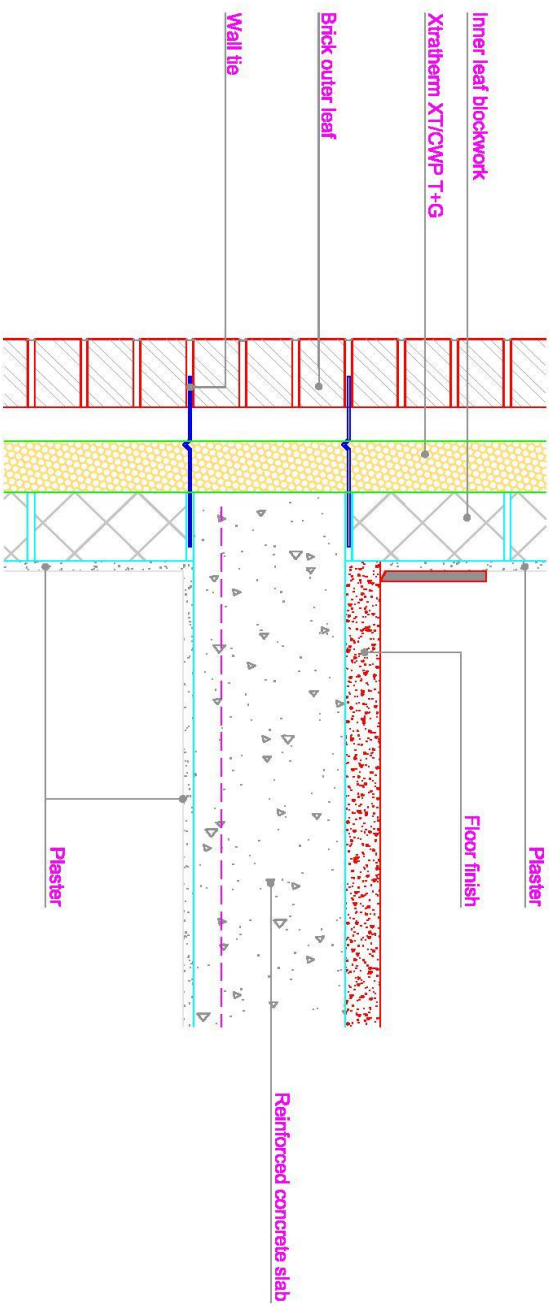 Inner leaf blockwork
Xtratherm XT/CWP T+G
Brick outer leaf
Wall tie
Plaster
Floor finish
Plaster
Reinforced concrete slab